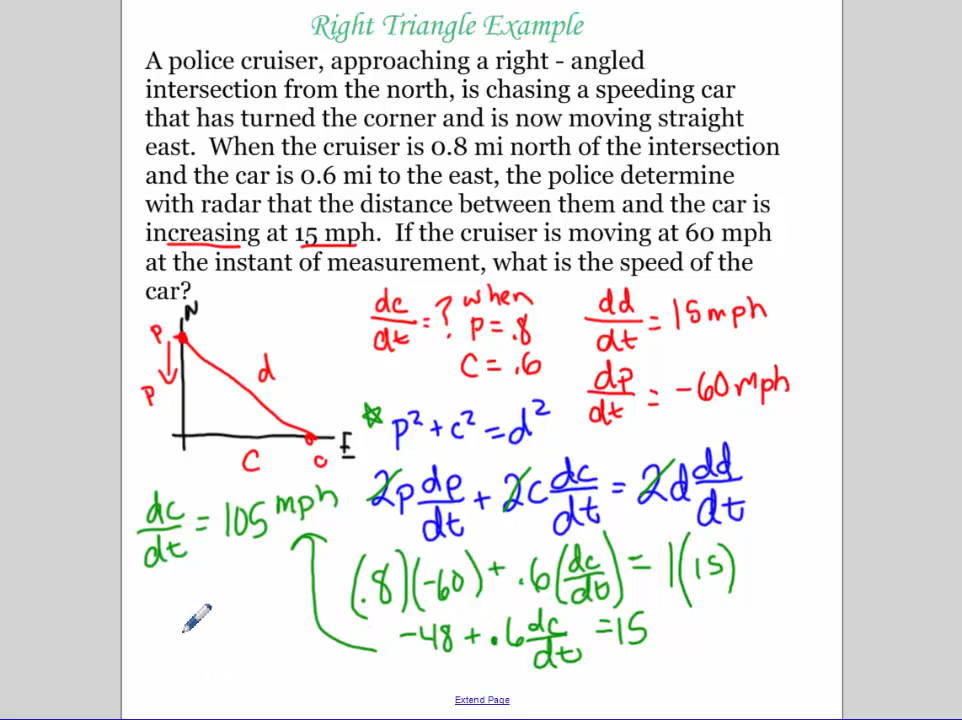 Right Triangle Example
A police cruiser, approaching a right - angled
intersection from the north, is chasing a speeding car
that has turned the corner and is now moving straight
east. When the cruiser is 0.8 mi north of the intersection
and the car is 0.6 mi to the east, the police determine
with radar that the distance between them and the car is
increasing at 15 mph. If the cruiser is moving at 60 mph
at the instant of measurement, what is the speed of the
car?
N
P
P
d
C
E
c
dc/dt = ? when
P = .8
C = .6
dd/dt = 15 mph
dp/dt = -60 mph
p² + c² = d²
2p dp/dt + 2c dc/dt = 2d dd/dt
(.8)(-60) + .6(dc/dt) = 1(15)
-48 + .6 dc/dt = 15
dc/dt = 105 mph
Extend Page